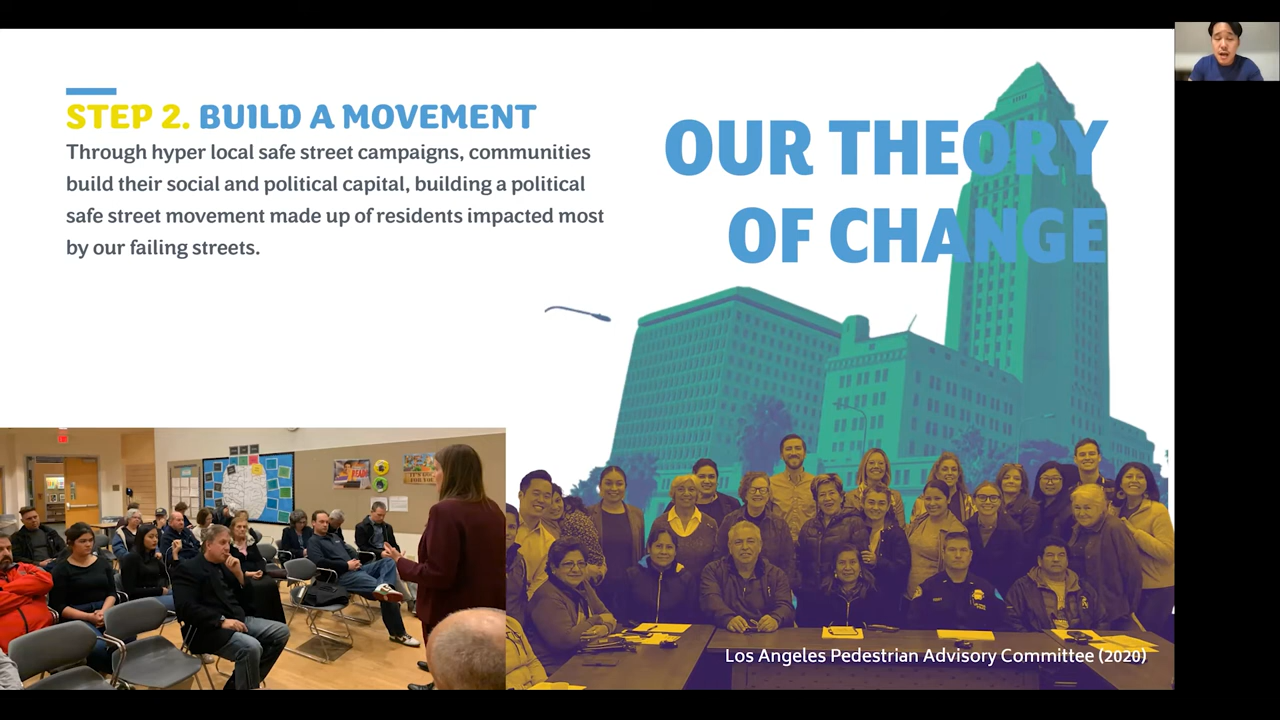 STEP 2. BUILD A MOVEMENT
Through hyper local safe street campaigns, communities
build their social and political capital, building a political
safe street movement made up of residents impacted most
by our failing streets.
OUR THEORY
OF CHANGE
Los Angeles Pedestrian Advisory Committee (2020)